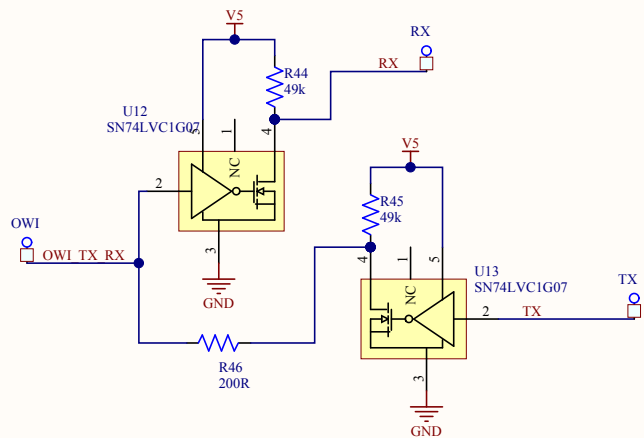 V5
RX
RX
R44
49k
U12
SN74LVC1G07
5
1
4
NC
2
3
GND
V5
R45
49k
OWI
OWI_TX_RX
4
1
5
NC
U13
SN74LVC1G07
TX
TX
2
3
GND
R46
200R